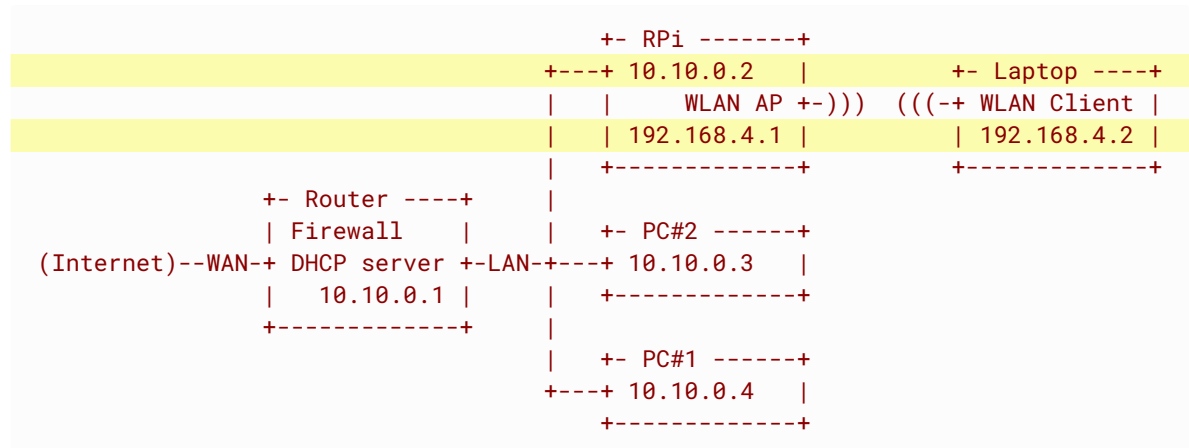 +- RPi -------+
                                     +---+ 10.10.0.2   |          +- Laptop ----+
                                     |   |     WLAN AP +-)))  (((-+ WLAN Client |
                                     |   | 192.168.4.1 |          | 192.168.4.2 |
                                     |   +-------------+          +-------------+
                 +- Router ----+     |
                 | Firewall    |     |   +- PC#2 ------+
(Internet)--WAN-+ DHCP server +-LAN-+---+ 10.10.0.3   |
                 |   10.10.0.1 |     |   +-------------+
                 +-------------+     |
                                     |   +- PC#1 ------+
                                     +---+ 10.10.0.4   |
                                         +-------------+